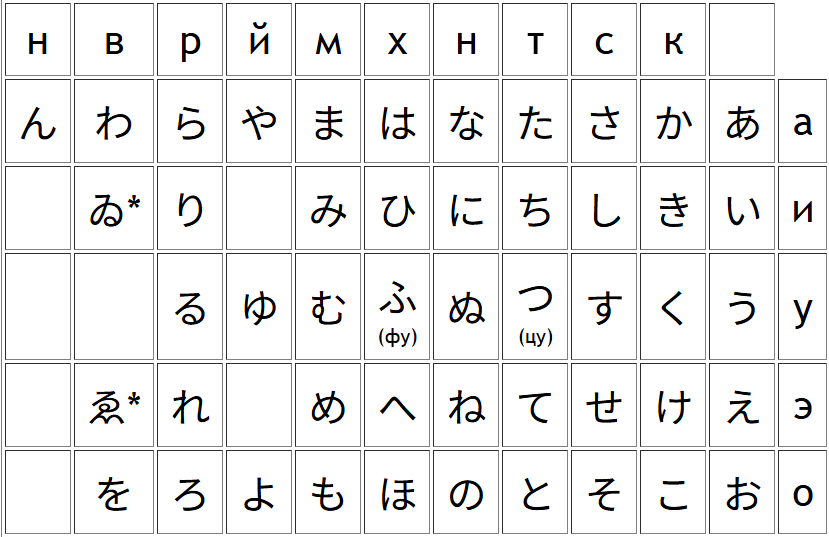 н в р й м х н т с к
ん わ ら や ま は な た さ か あ а
ゐ* り み ひ に ち し き い и
る ゆ む ふ ぬ つ す く う у
(фу) (цу)
ゑ* れ め へ ね て せ け え э
を ろ よ も ほ の と そ こ お о